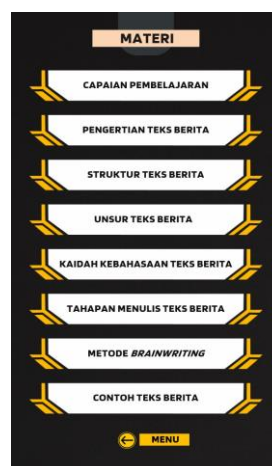 MATERI
CAPAIAN PEMBELAJARAN
PENGERTIAN TEKS BERITA
STRUKTUR TEKS BERITA
UNSUR TEKS BERITA
KAIDAH KEBAHASAAN TEKS BERITA
TAHAPAN MENULIS TEKS BERITA
METODE BRAINWRITING
CONTOH TEKS BERITA
MENU